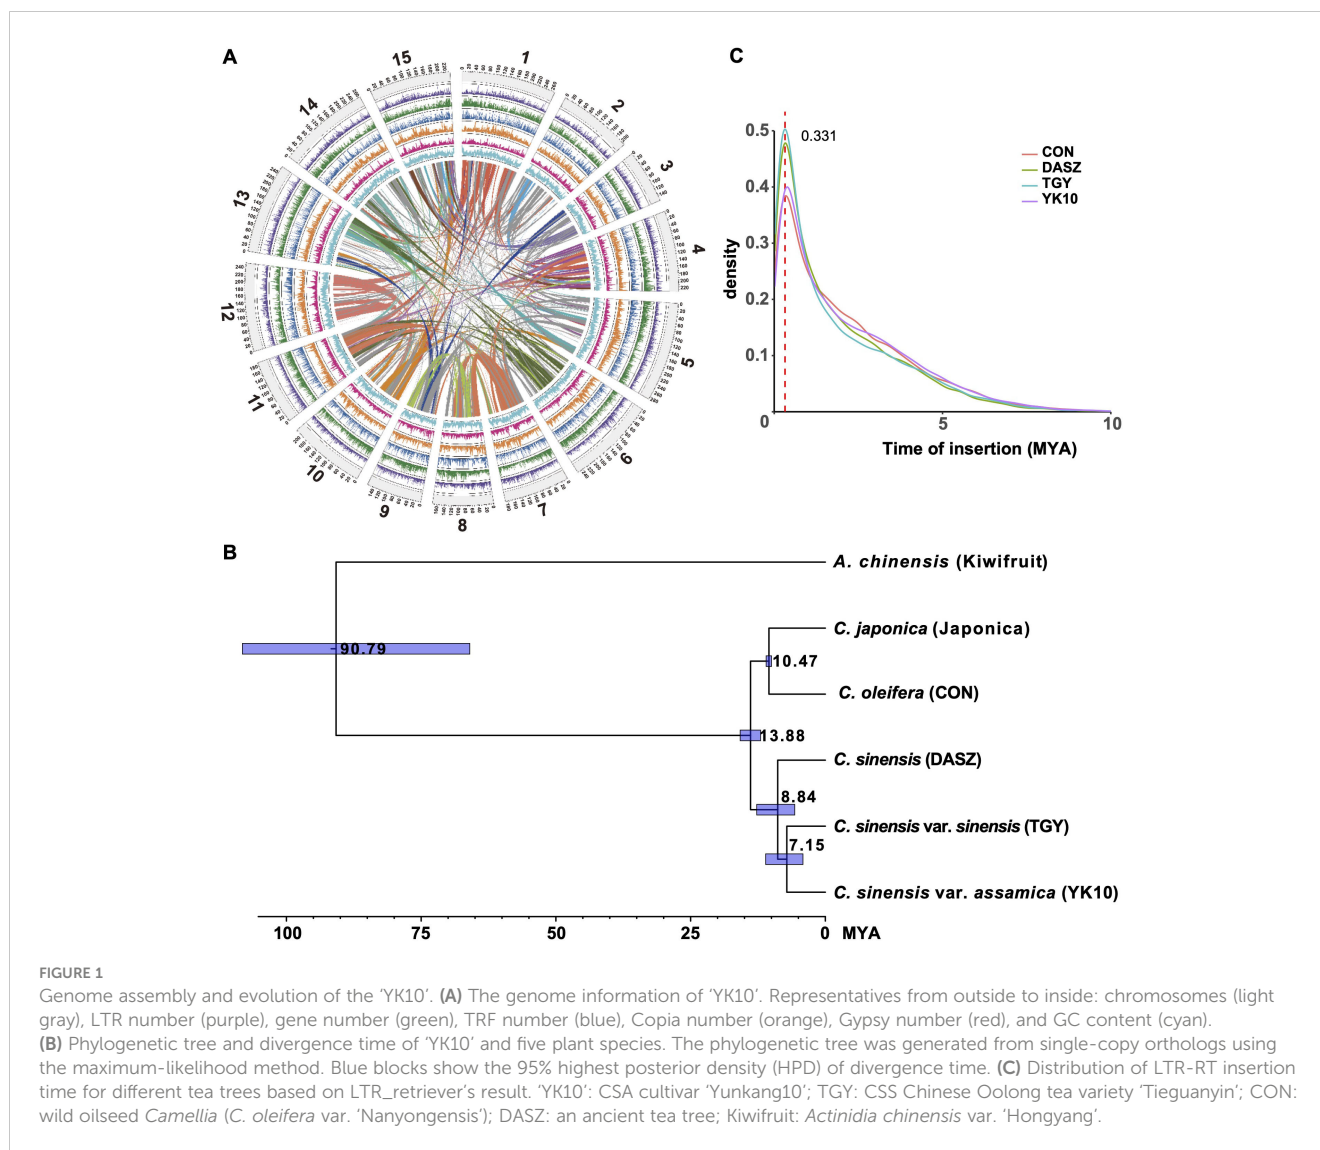 A
1
2
3
4
5
6
7
8
9
10
11
12
13
14
15
C
0.5
0.4
0.3
0.2
0.1
0
0.331
CON
DASZ
TGY
YK10
density
0
5
10
Time of insertion (MYA)
B
A. chinensis (Kiwifruit)
C. japonica (Japonica)
90.79
10.47
C. oleifera (CON)
13.88
C. sinensis (DASZ)
8.84
C. sinensis var. sinensis (TGY)
7.15
C. sinensis var. assamica (YK10)
100 75 50 25 0 MYA
FIGURE 1
Genome assembly and evolution of the ‘YK10’. (A) The genome information of ‘YK10’. Representatives from outside to inside: chromosomes (light
gray), LTR number (purple), gene number (green), TRF number (blue), Copia number (orange), Gypsy number (red), and GC content (cyan).
(B) Phylogenetic tree and divergence time of ‘YK10’ and five plant species. The phylogenetic tree was generated from single-copy orthologs using
the maximum-likelihood method. Blue blocks show the 95% highest posterior density (HPD) of divergence time. (C) Distribution of LTR-RT insertion
time for different tea trees based on LTR_retriever’s result. ‘YK10’: CSA cultivar ‘Yunkang10’; TGY: CSS Chinese Oolong tea variety ‘Tieguanyin’; CON:
wild oilseed Camellia (C. oleifera var. ‘Nanyongensis’); DASZ: an ancient tea tree; Kiwifruit: Actinidia chinensis var. ‘Hongyang’.